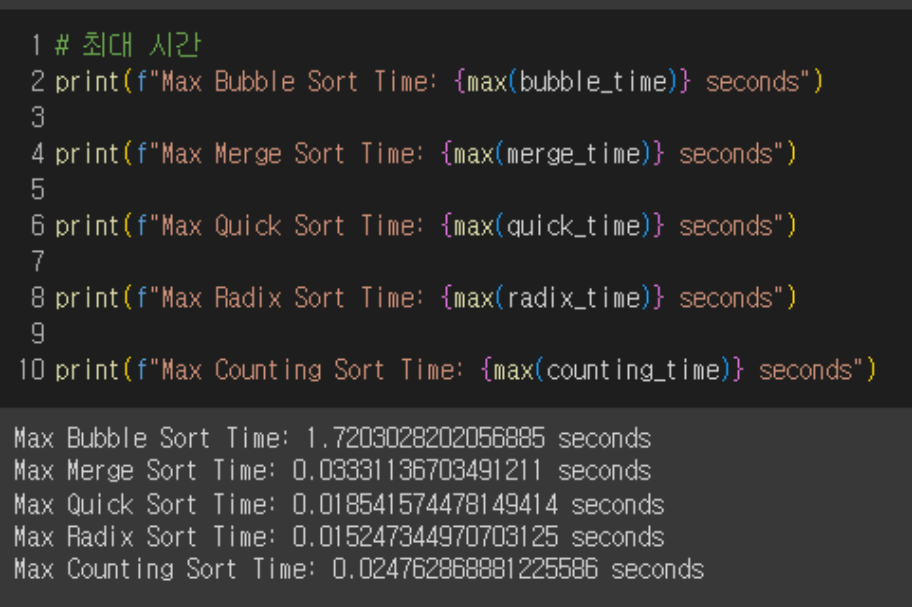 1 # 최대 시간
2 print(f"Max Bubble Sort Time: {max(bubble_time)} seconds")
3
4 print(f"Max Merge Sort Time: {max(merge_time)} seconds")
5
6 print(f"Max Quick Sort Time: {max(quick_time)} seconds")
7
8 print(f"Max Radix Sort Time: {max(radix_time)} seconds")
9
10 print(f"Max Counting Sort Time: {max(counting_time)} seconds")
Max Bubble Sort Time: 1.7203028202056885 seconds
Max Merge Sort Time: 0.03331136703491211 seconds
Max Quick Sort Time: 0.018541574478149414 seconds
Max Radix Sort Time: 0.015247344970703125 seconds
Max Counting Sort Time: 0.024762868881225586 seconds